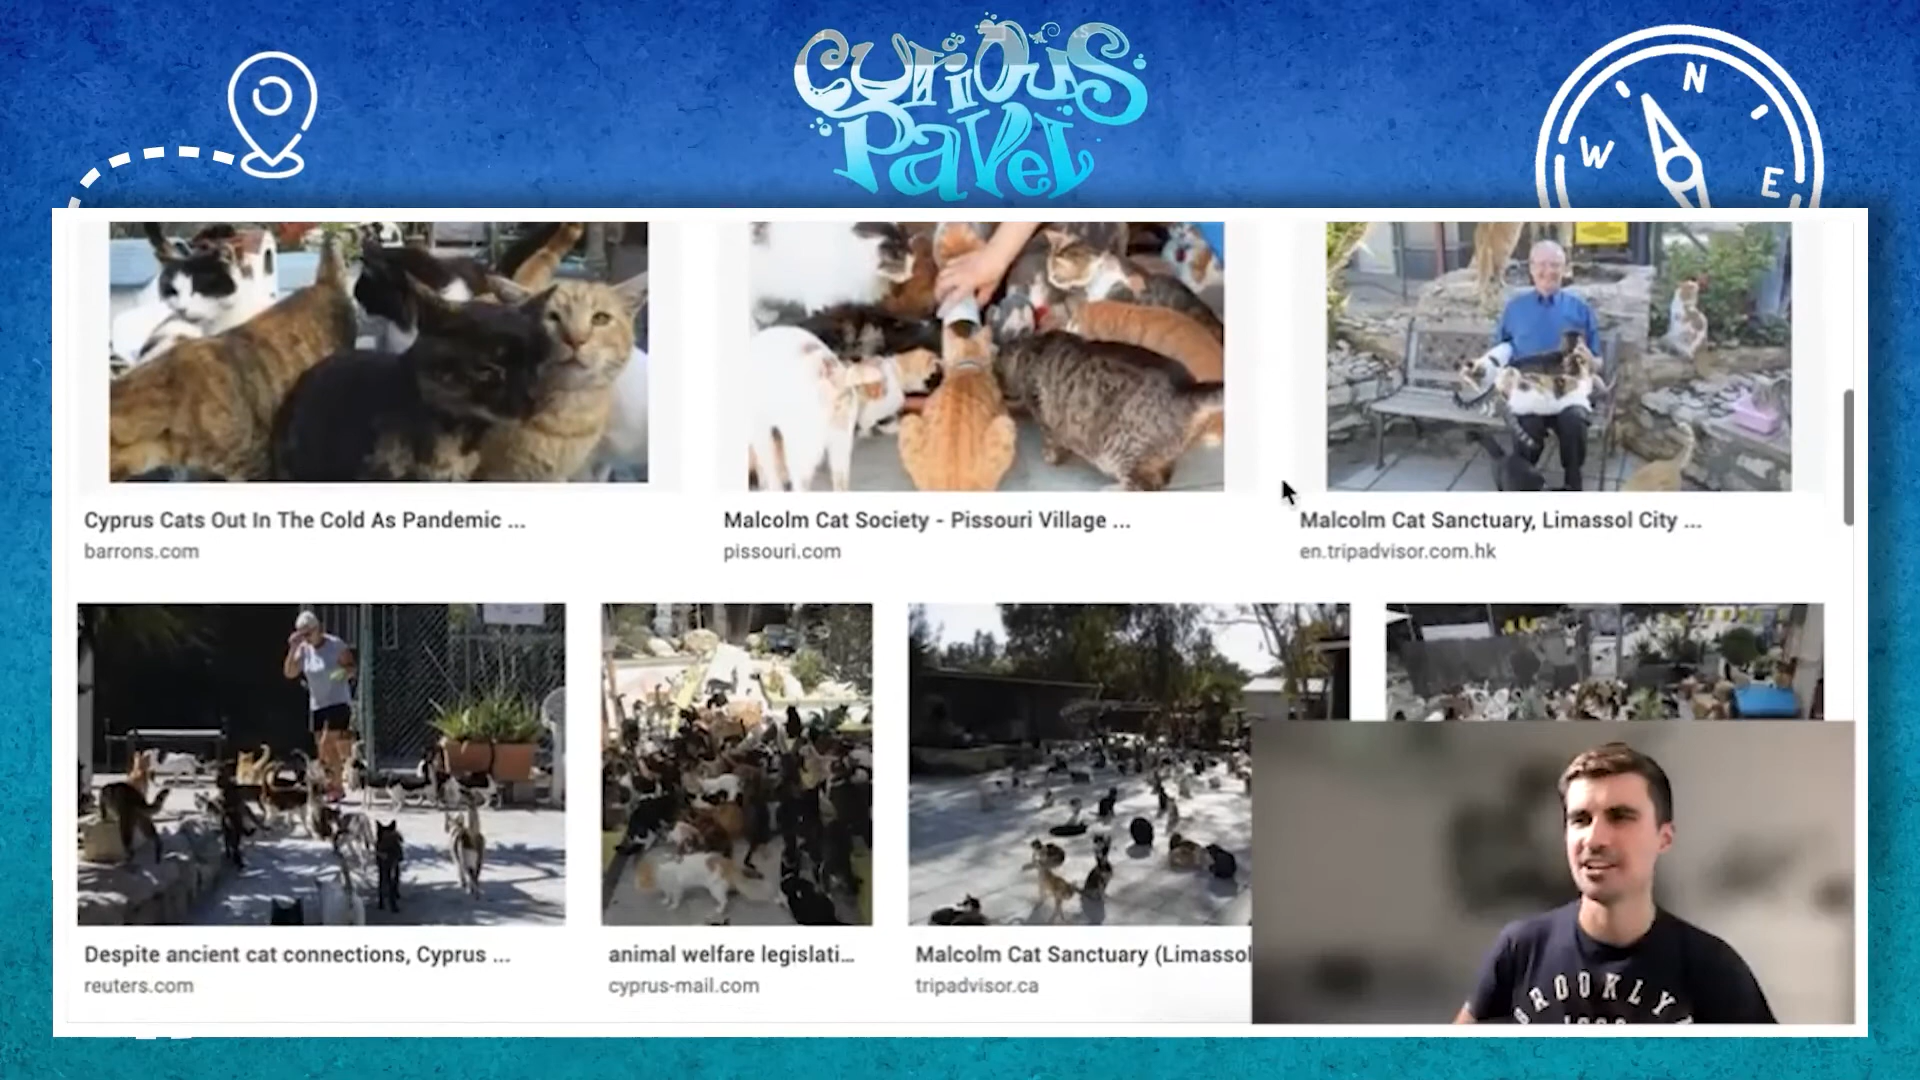 Curious
Pavel
N
W
E
Cyprus Cats Out In The Cold As Pandemic ...
barrons.com
Malcolm Cat Society - Pissouri Village ...
pissouri.com
Malcolm Cat Sanctuary, Limassol City ...
en.tripadvisor.com.hk
Despite ancient cat connections, Cyprus ...
reuters.com
animal welfare legislati...
cyprus-mail.com
Malcolm Cat Sanctuary (Limassol
tripadvisor.ca
BROOKLY